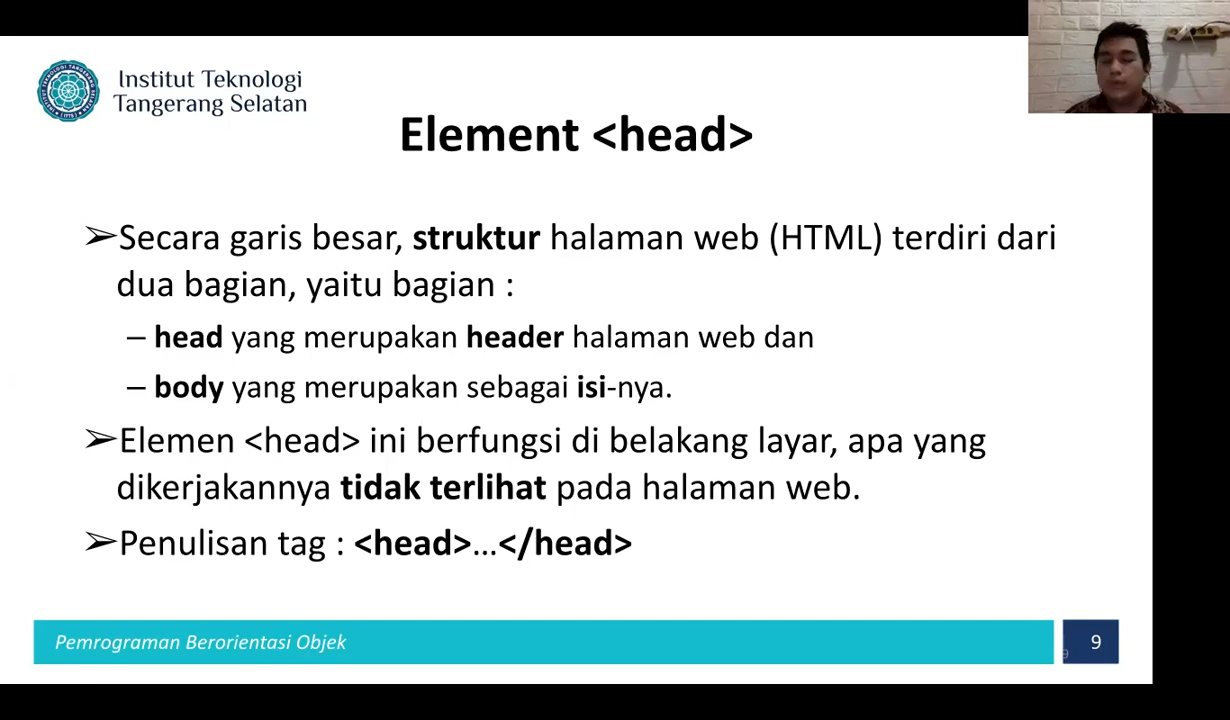 Institut Teknologi
Tangerang Selatan
Element <head>
➢Secara garis besar, struktur halaman web (HTML) terdiri dari
dua bagian, yaitu bagian :
– head yang merupakan header halaman web dan
– body yang merupakan sebagai isi-nya.
➢Elemen <head> ini berfungsi di belakang layar, apa yang
dikerjakannya tidak terlihat pada halaman web.
➢Penulisan tag : <head>...</head>
Pemrograman Berorientasi Objek
9
9